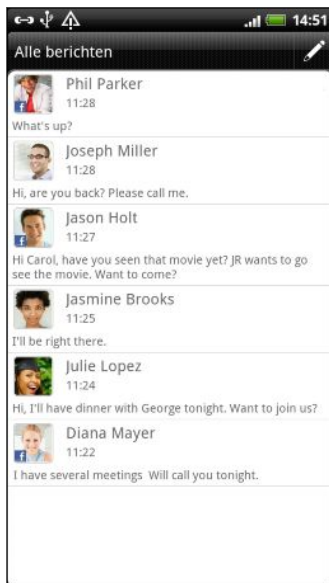 14:51
Alle berichten
Phil Parker
11:28
What's up?
Joseph Miller
11:28
Hi, are you back? Please call me.
Jason Holt
11:27
Hi Carol, have you seen that movie yet? JR wants to go
see the movie. Want to come?
Jasmine Brooks
11:25
I'll be right there.
Julie Lopez
11:24
Hi, I'll have dinner with George tonight. Want to join us?
Diana Mayer
11:22
I have several meetings  Will call you tonight.